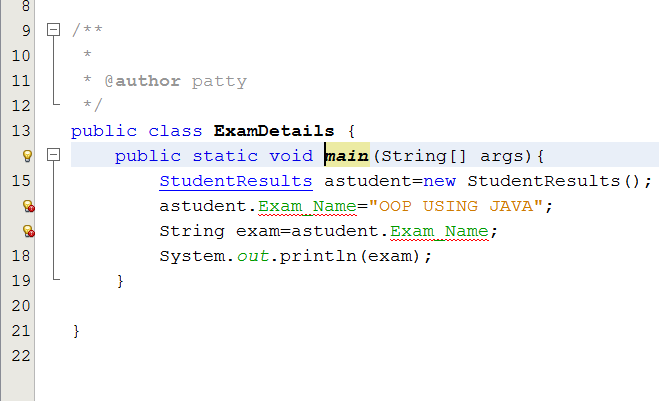 8
9 /**
10 *
11 * @author patty
12 */
13 public class ExamDetails {
public static void main(String[] args){
15 StudentResults astudent=new StudentResults();
astudent.Exam_Name="OOP USING JAVA";
String exam=astudent.Exam_Name;
18 System.out.println(exam);
19 }
20
21 }
22